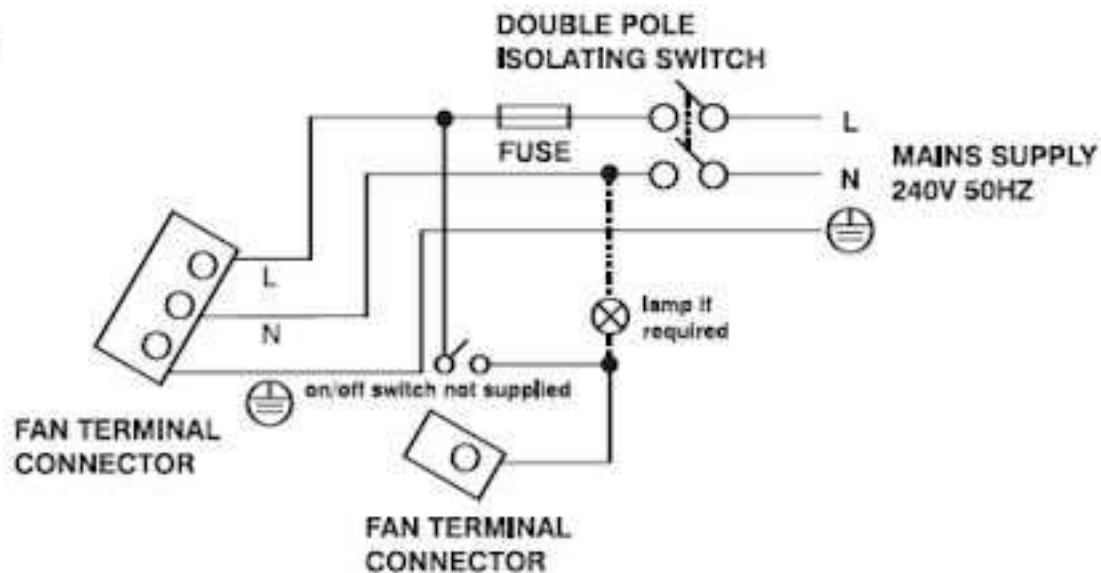 DOUBLE POLE
ISOLATING SWITCH
FUSE
L
N
MAINS SUPPLY
240V 50HZ
L
N
lamp if
required
on/off switch not supplied
FAN TERMINAL
CONNECTOR
FAN TERMINAL
CONNECTOR